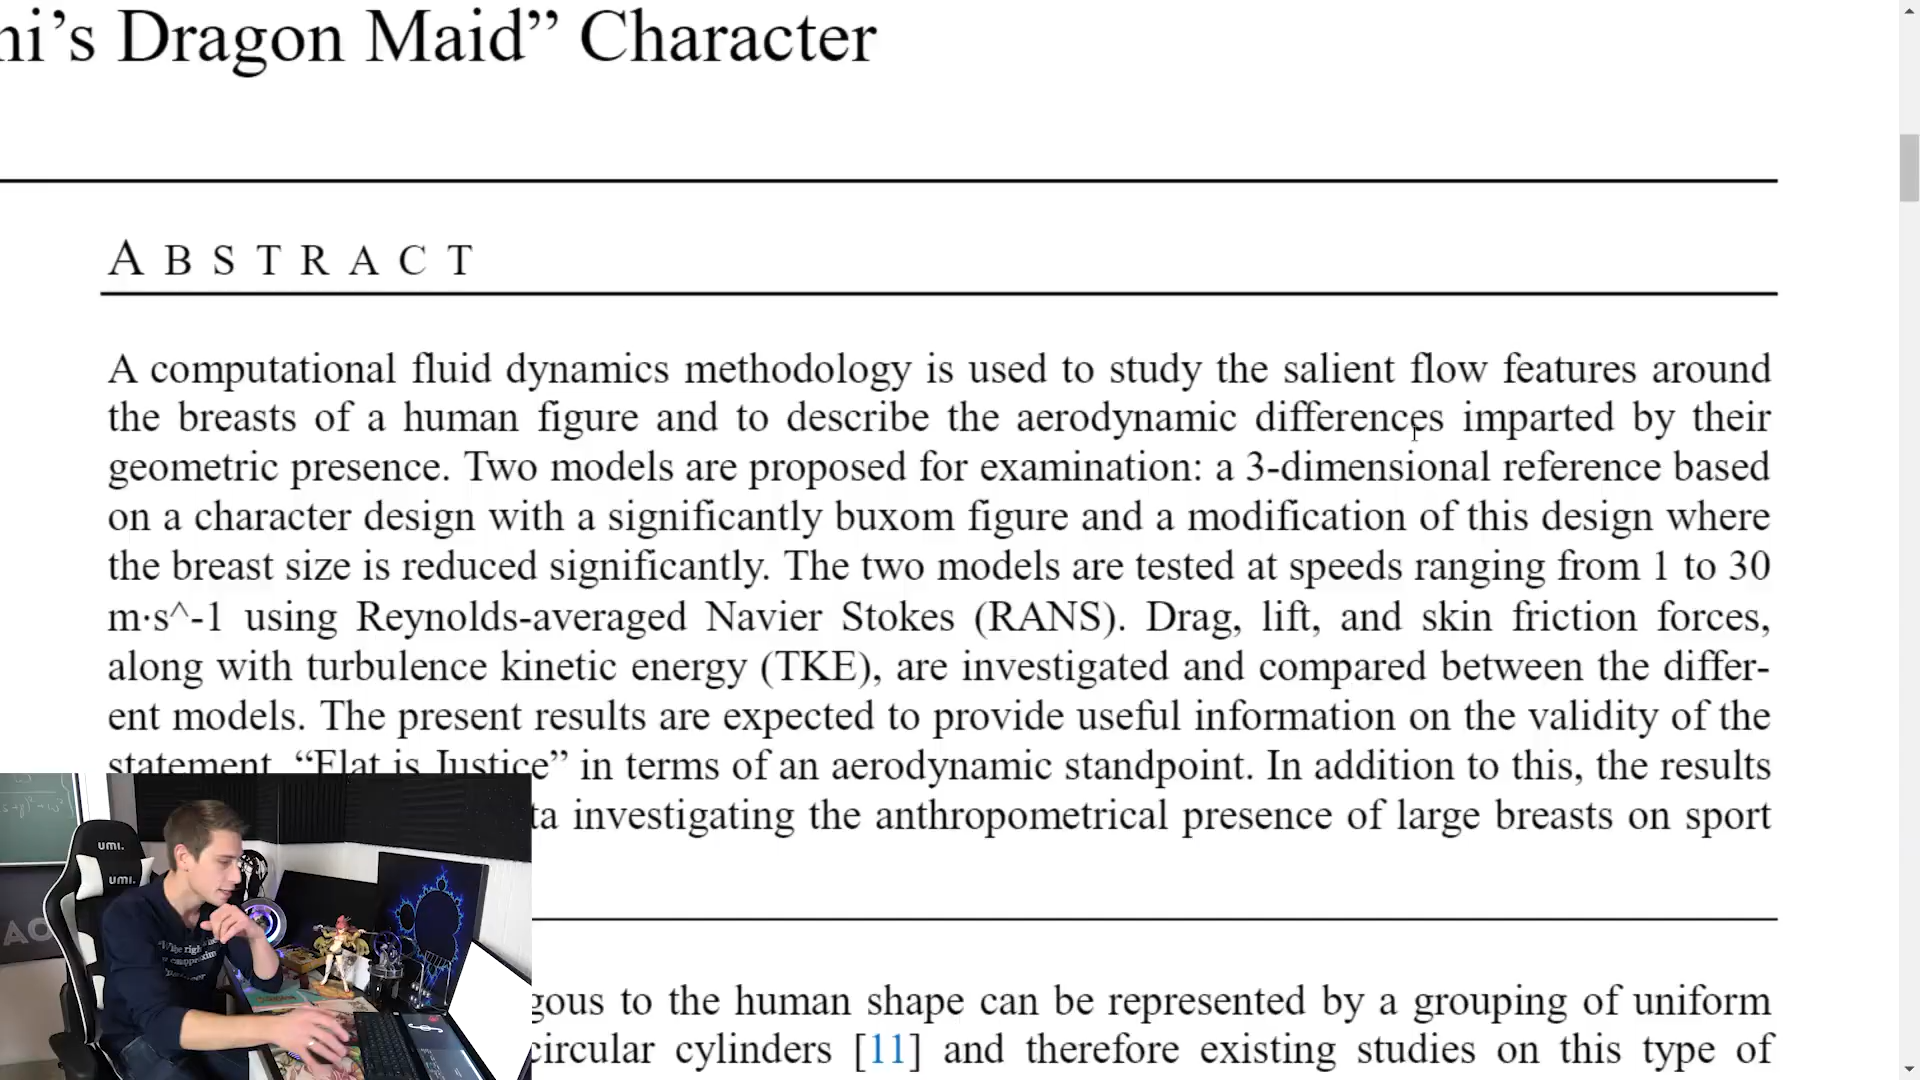 ni’s Dragon Maid” Character
ABSTRACT
A computational fluid dynamics methodology is used to study the salient flow features around
the breasts of a human figure and to describe the aerodynamic differences imparted by their
geometric presence. Two models are proposed for examination: a 3-dimensional reference based
on a character design with a significantly buxom figure and a modification of this design where
the breast size is reduced significantly. The two models are tested at speeds ranging from 1 to 30
m·s^-1 using Reynolds-averaged Navier Stokes (RANS). Drag, lift, and skin friction forces,
along with turbulence kinetic energy (TKE), are investigated and compared between the differ-
ent models. The present results are expected to provide useful information on the validity of the
statement, “Flat is Justice” in terms of an aerodynamic standpoint. In addition to this, the results
ta investigating the anthropometrical presence of large breasts on sport
gous to the human shape can be represented by a grouping of uniform
circular cylinders [11] and therefore existing studies on this type of
umi.
umi.